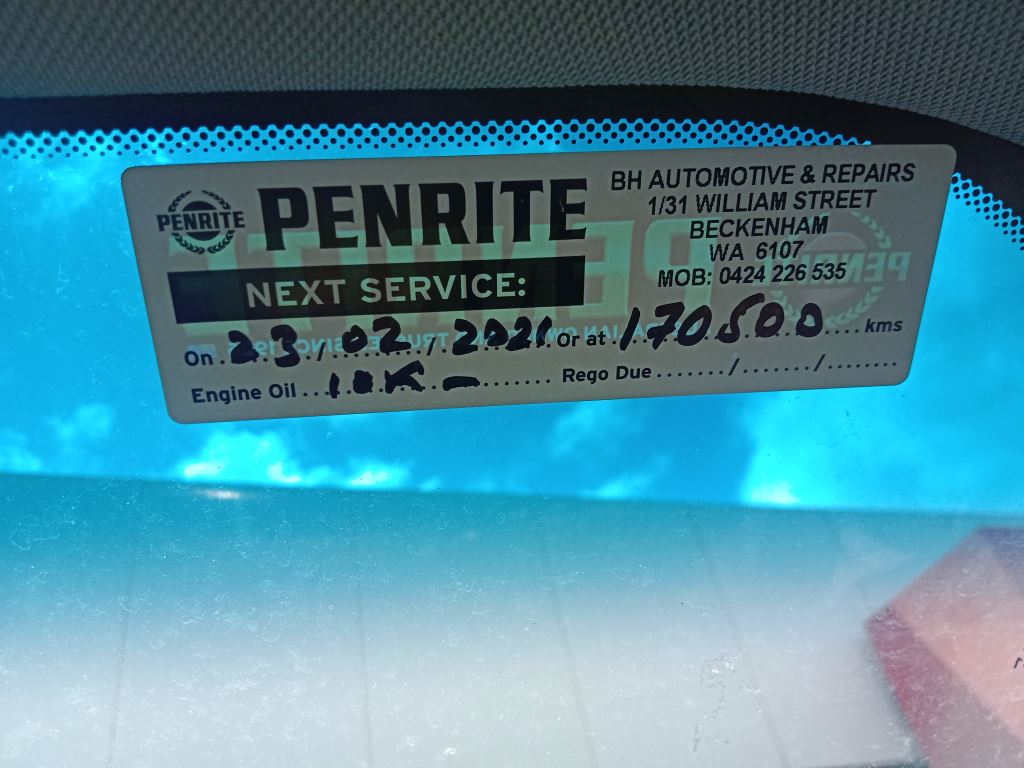 PENRITE
PENRITE
BH AUTOMOTIVE & REPAIRS
1/31 WILLIAM STREET
BECKENHAM
WA 6107
MOB: 0424 226 535
NEXT SERVICE:
On 23/02/2021 Or at 170500 kms
Engine Oil 10K- Rego Due ......./......./........